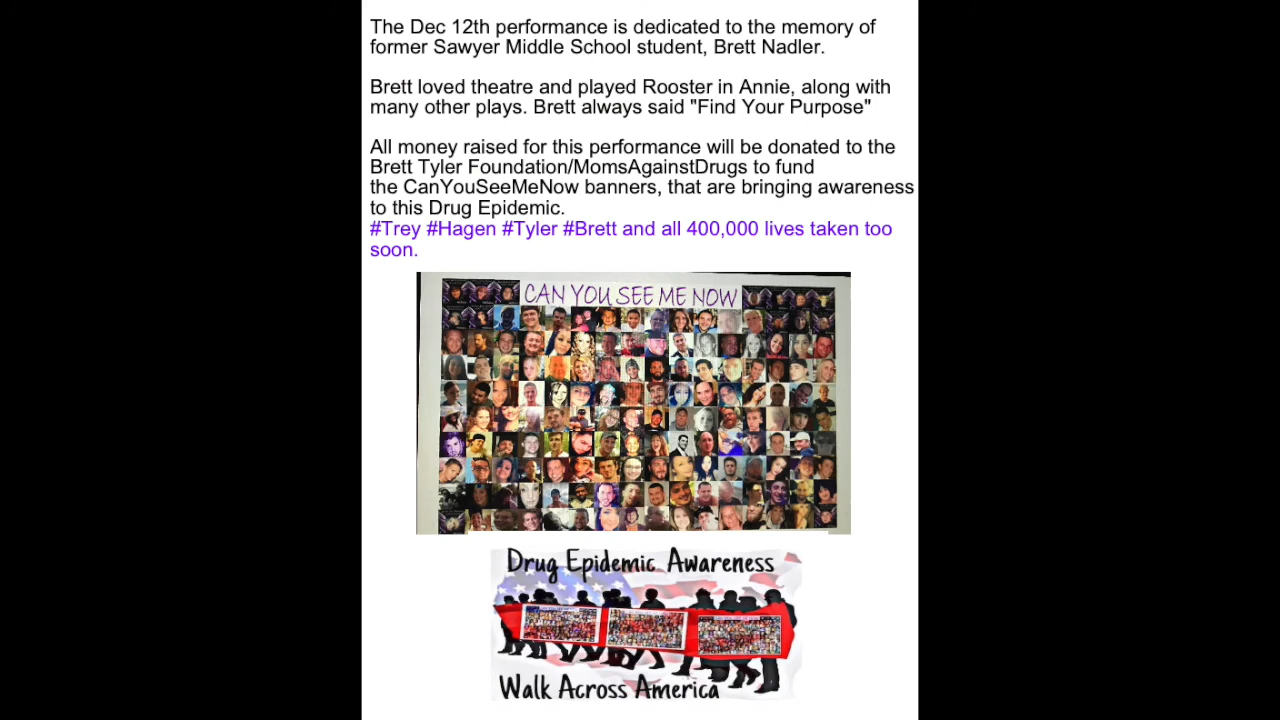 The Dec 12th performance is dedicated to the memory of
former Sawyer Middle School student, Brett Nadler.
Brett loved theatre and played Rooster in Annie, along with
many other plays. Brett always said "Find Your Purpose"
All money raised for this performance will be donated to the
Brett Tyler Foundation/MomsAgainstDrugs to fund
the CanYouSeeMeNow banners, that are bringing awareness
to this Drug Epidemic.
#Trey #Hagen #Tyler #Brett and all 400,000 lives taken too
soon.
CAN YOU SEE ME NOW
Drug Epidemic Awareness
Walk Across America